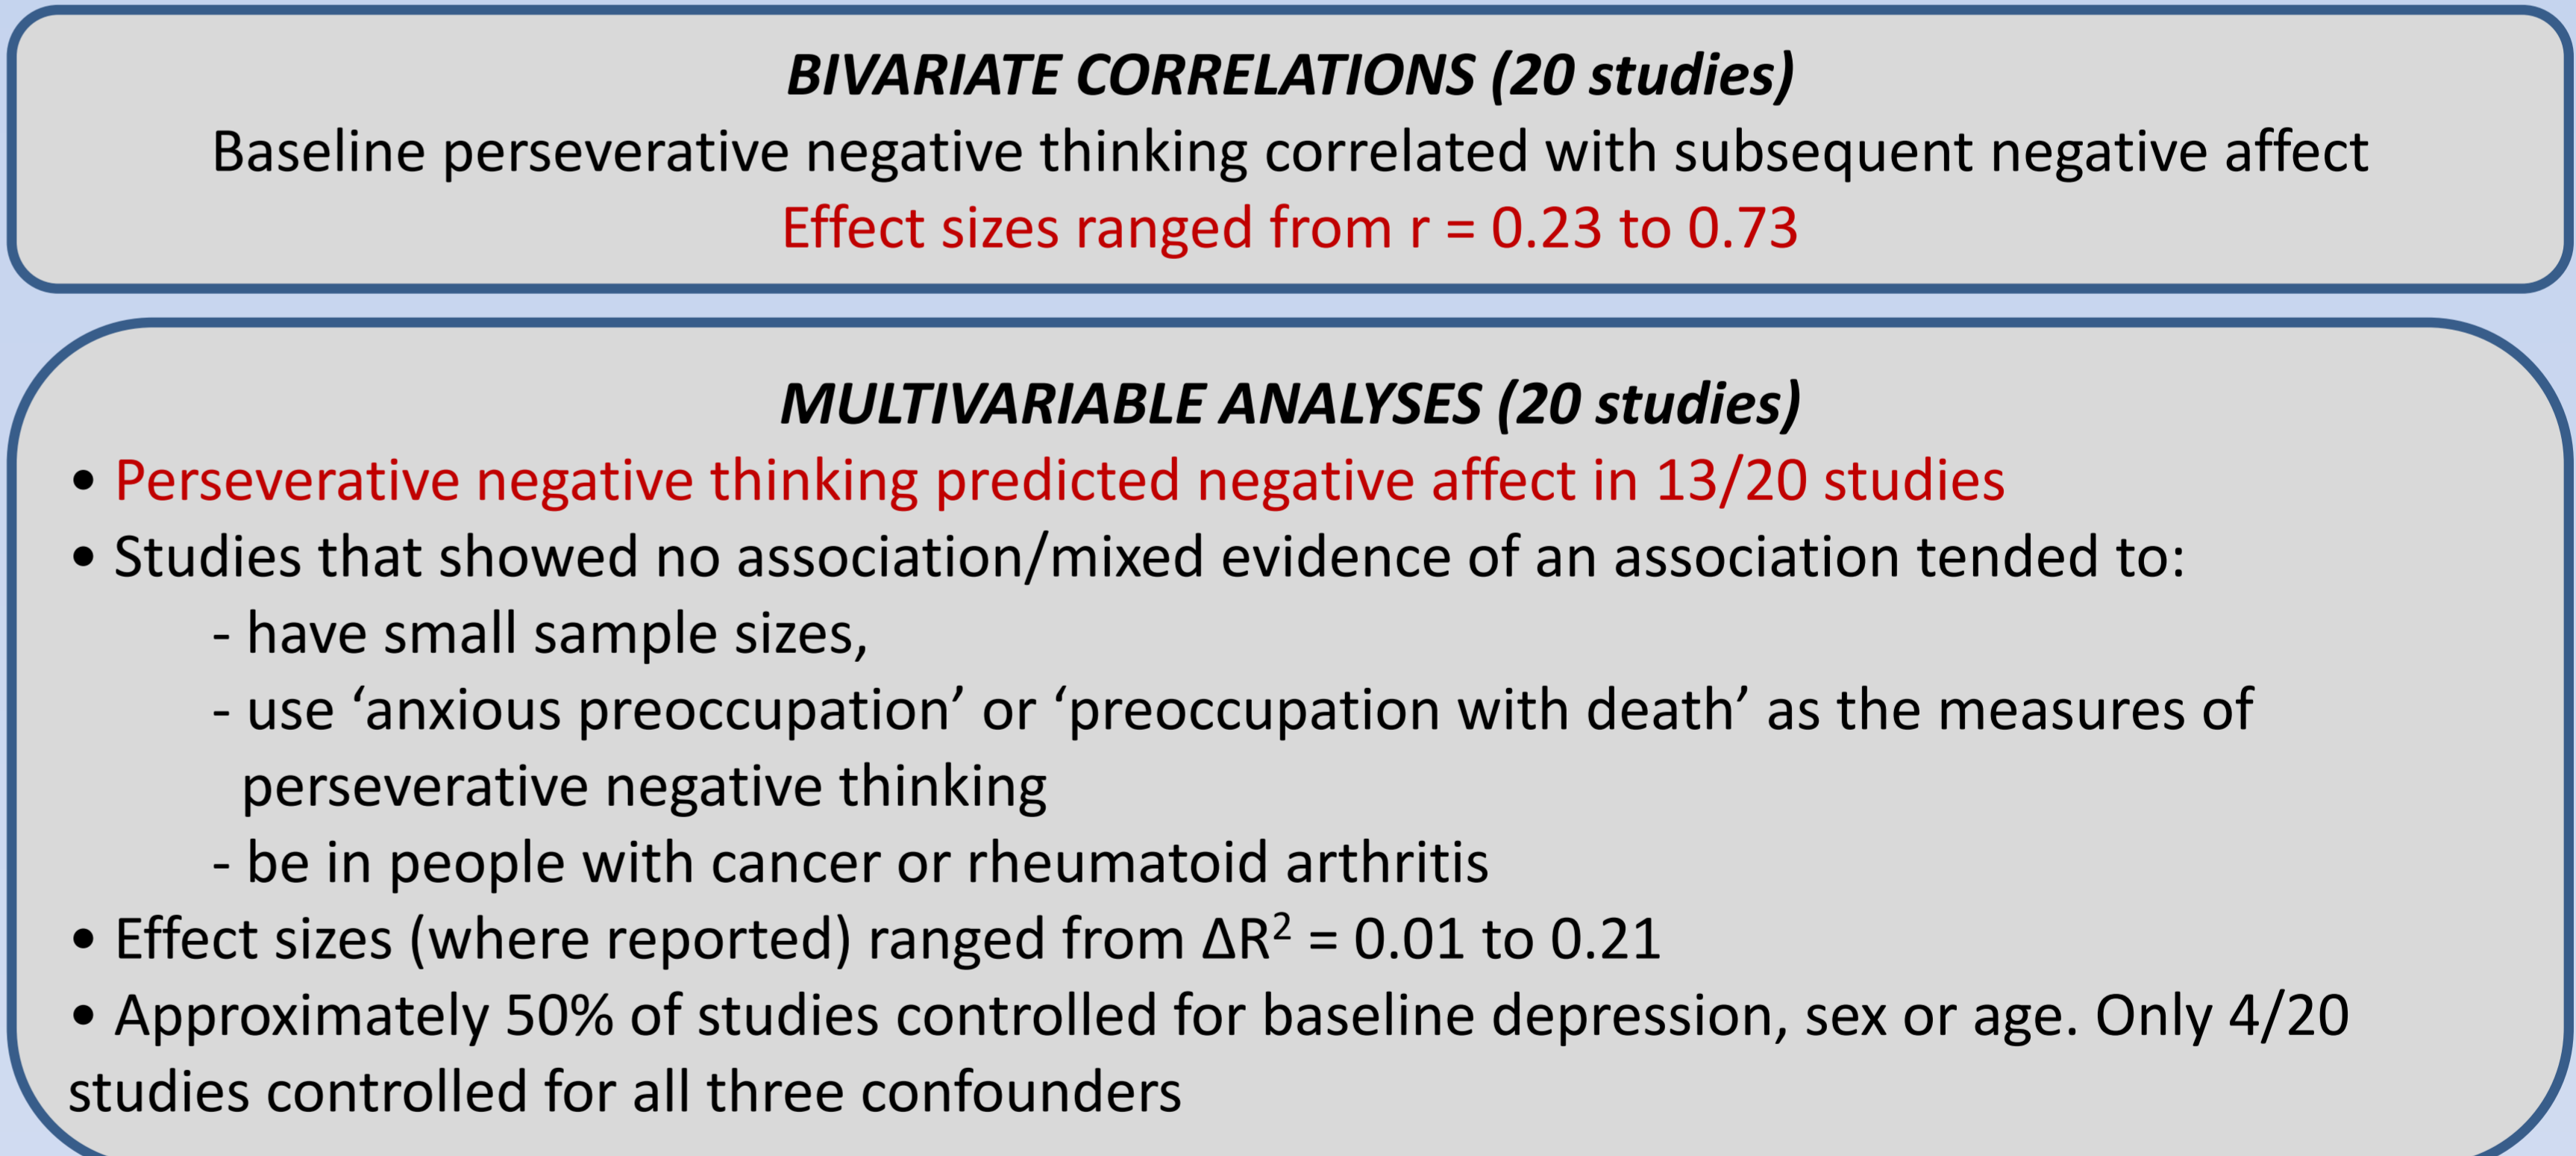 BIVARIATE CORRELATIONS (20 studies)
Baseline perseverative negative thinking correlated with subsequent negative affect
Effect sizes ranged from r = 0.23 to 0.73
MULTIVARIABLE ANALYSES (20 studies)
• Perseverative negative thinking predicted negative affect in 13/20 studies
• Studies that showed no association/mixed evidence of an association tended to:
- have small sample sizes,
- use ‘anxious preoccupation’ or ‘preoccupation with death’ as the measures of
perseverative negative thinking
- be in people with cancer or rheumatoid arthritis
• Effect sizes (where reported) ranged from ΔR² = 0.01 to 0.21
• Approximately 50% of studies controlled for baseline depression, sex or age. Only 4/20
studies controlled for all three confounders